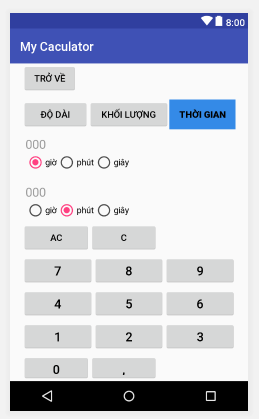 8:00
My Caculator
TRỞ VỀ
ĐỘ DÀI KHỐI LƯỢNG THỜI GIAN
000
giờ phút giây
000
giờ phút giây
AC C
7 8 9
4 5 6
1 2 3
0 .